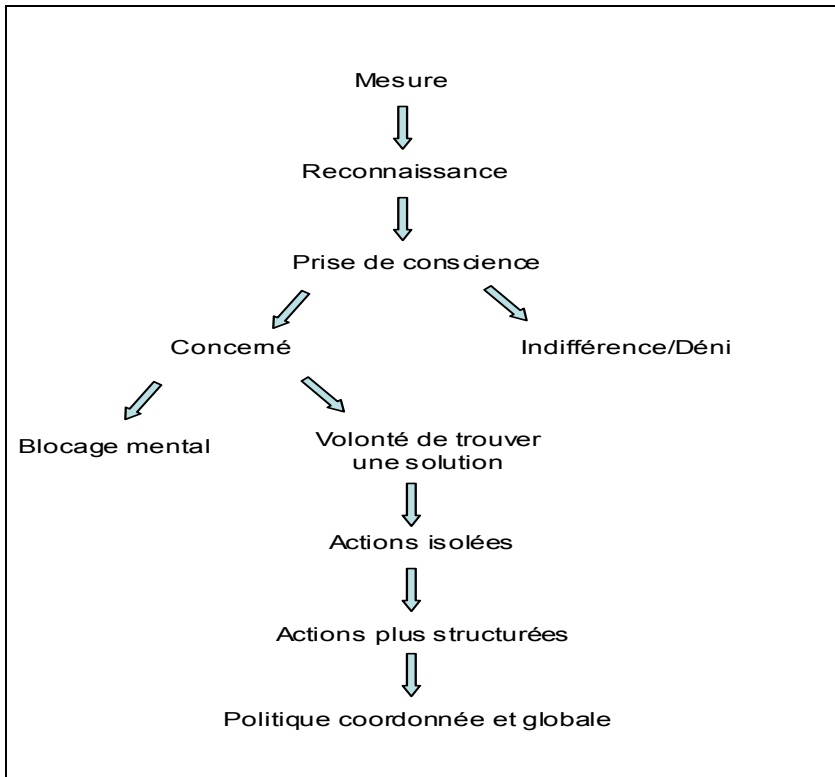 Mesure
Reconnaissance
Prise de conscience
Concerné
Indifférence/Déni
Blocage mental
Volonté de trouver
une solution
Actions isolées
Actions plus structurées
Politique coordonnée et globale